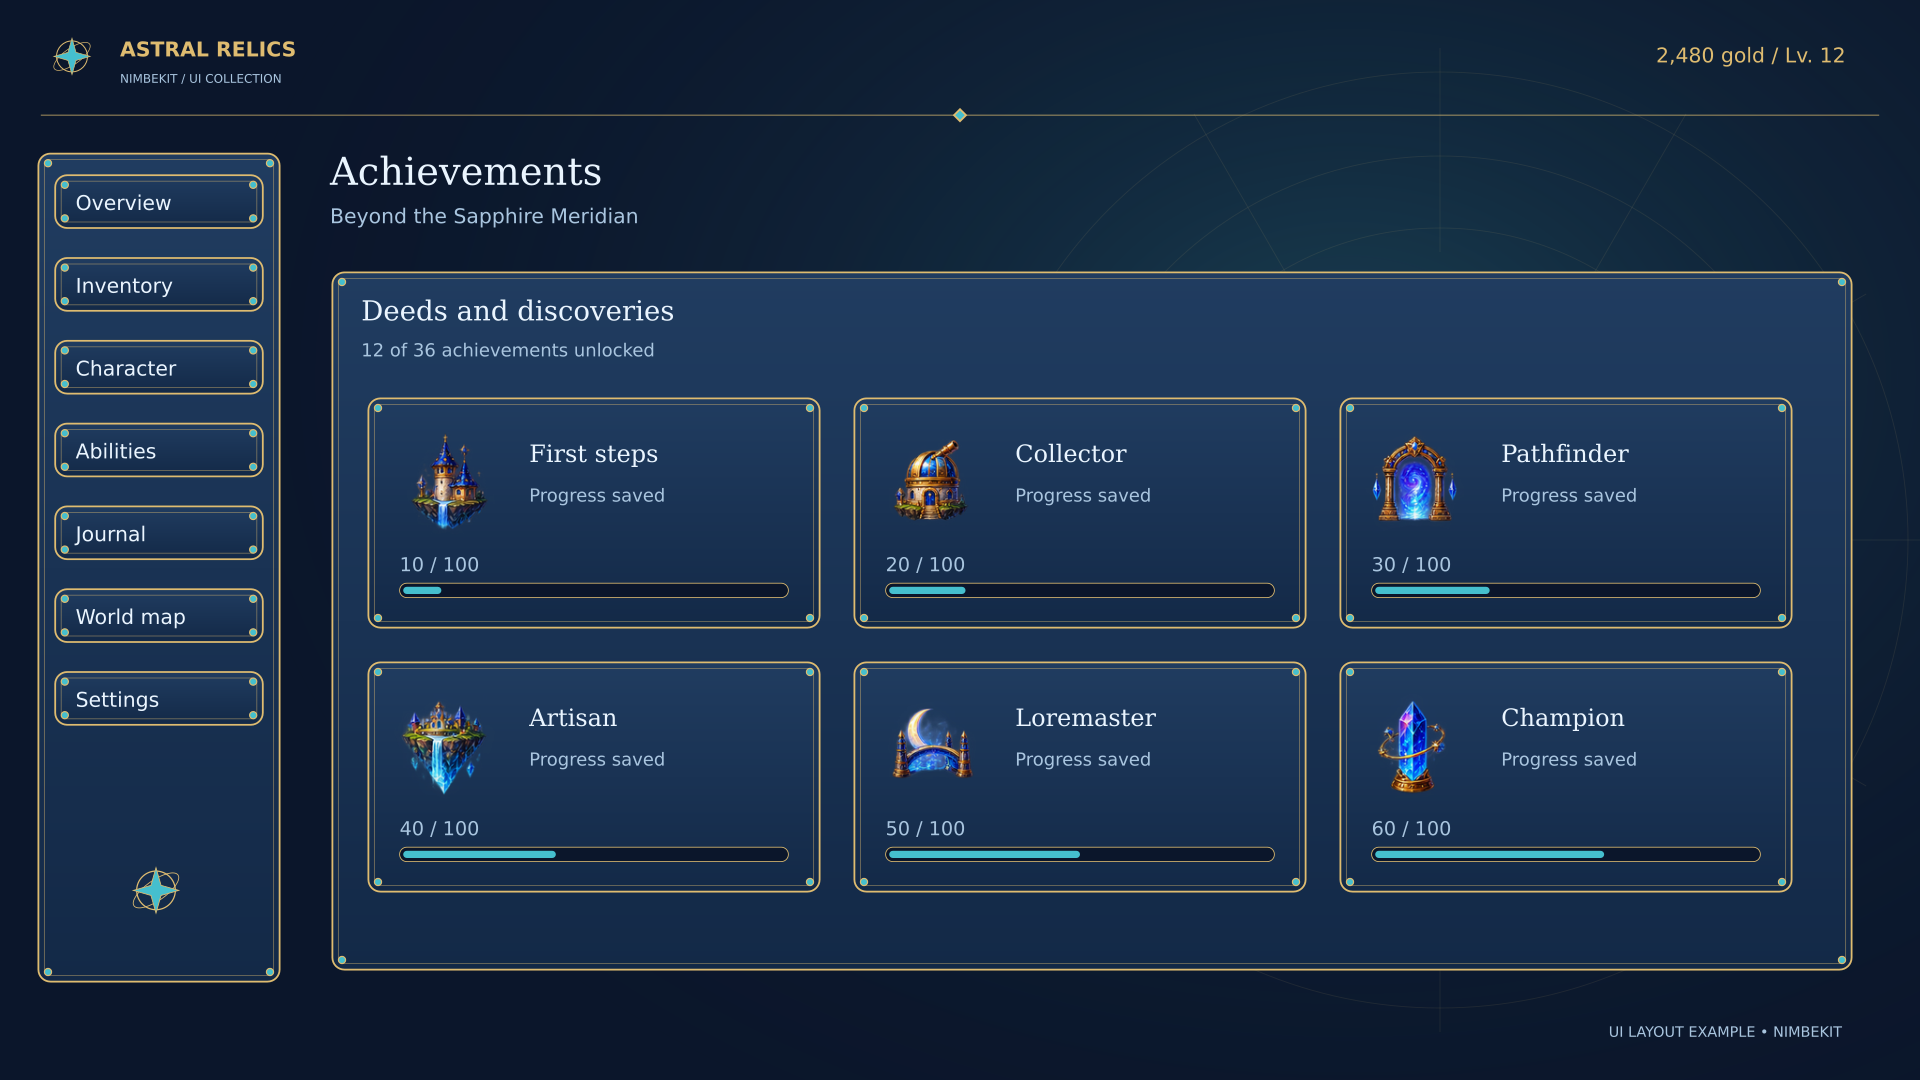 ASTRAL RELICS
NIMBEKIT / UI COLLECTION
2,480 gold / Lv. 12
Overview
Inventory
Character
Abilities
Journal
World map
Settings
Achievements
Beyond the Sapphire Meridian
Deeds and discoveries
12 of 36 achievements unlocked
First steps
Progress saved
10 / 100
Collector
Progress saved
20 / 100
Pathfinder
Progress saved
30 / 100
Artisan
Progress saved
40 / 100
Loremaster
Progress saved
50 / 100
Champion
Progress saved
60 / 100
UI LAYOUT EXAMPLE • NIMBEKIT